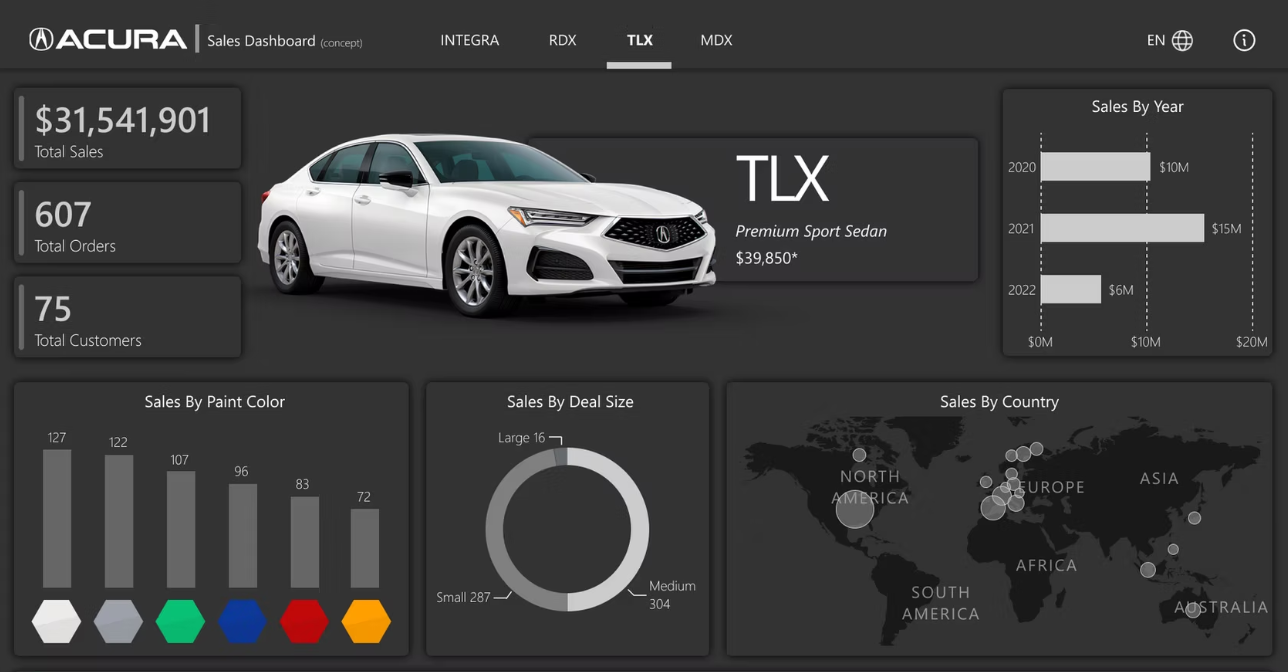 ACURA
Sales Dashboard (concept)
INTEGRA
RDX
TLX
MDX
EN
$31,541,901
Total Sales
607
Total Orders
75
Total Customers
TLX
Premium Sport Sedan
$39,850*
Sales By Year
2020
$10M
2021
$15M
2022
$6M
$0M
$10M
$20M
Sales By Paint Color
127
122
107
96
83
72
Sales By Deal Size
Large 16
Small 287
Medium
304
Sales By Country
NORTH
AMERICA
EUROPE
ASIA
AFRICA
SOUTH
AMERICA
AUSTRALIA